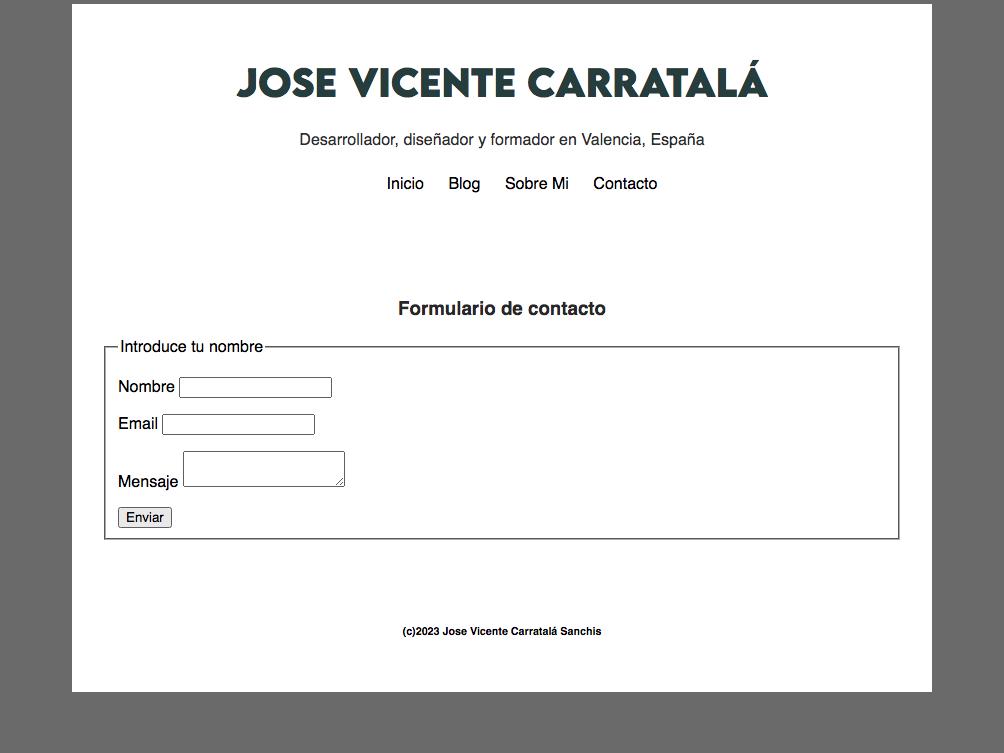 JOSE VICENTE CARRATALÁ
Desarrollador, diseñador y formador en Valencia, España
Inicio Blog Sobre Mi Contacto
Formulario de contacto
Introduce tu nombre
Nombre
Email
Mensaje
Enviar
(c)2023 Jose Vicente Carratalá Sanchis